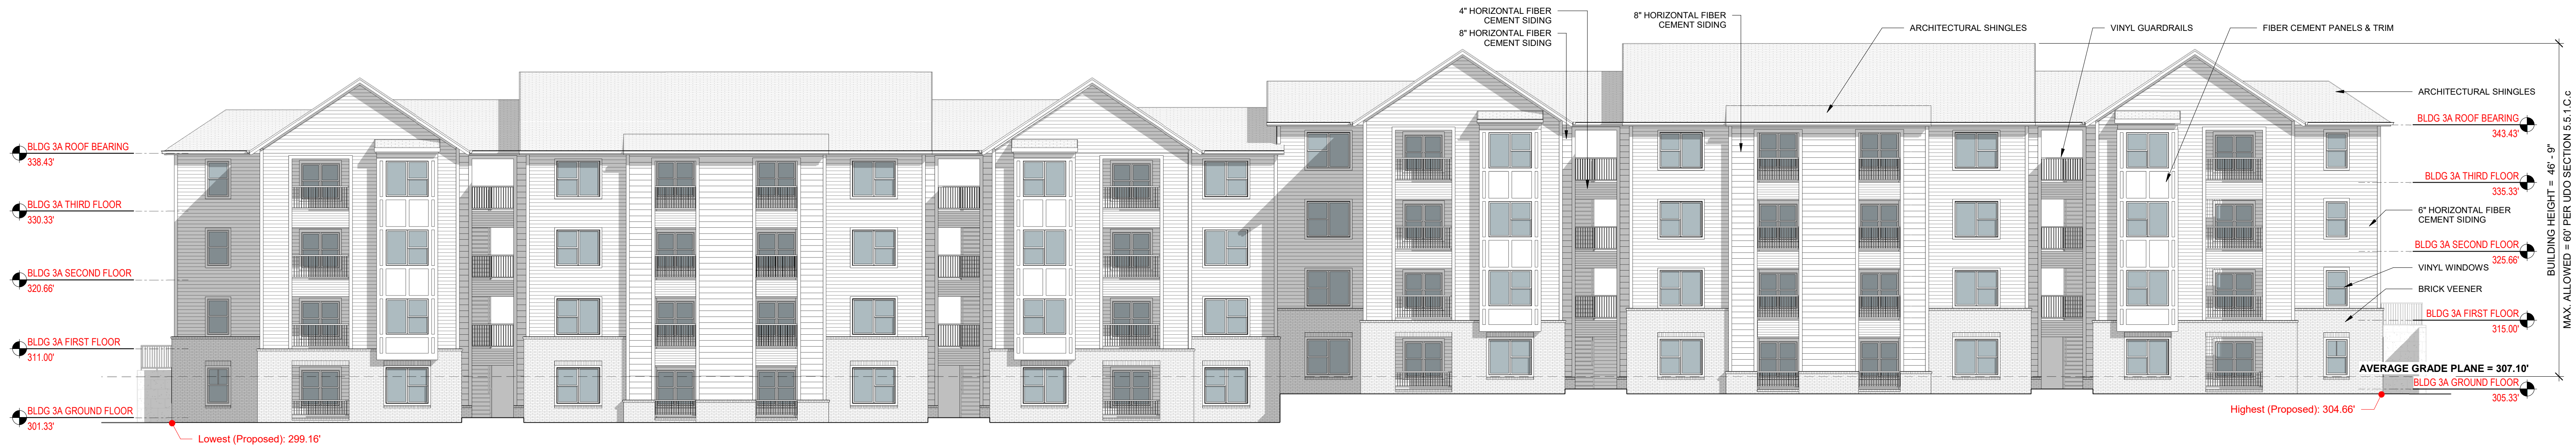 4" HORIZONTAL FIBER
CEMENT SIDING
8" HORIZONTAL FIBER
CEMENT SIDING
8" HORIZONTAL FIBER
CEMENT SIDING
ARCHITECTURAL SHINGLES
VINYL GUARDRAILS
FIBER CEMENT PANELS & TRIM
ARCHITECTURAL SHINGLES
BLDG 3A ROOF BEARING
338.43'
BLDG 3A THIRD FLOOR
330.33'
BLDG 3A SECOND FLOOR
320.66'
BLDG 3A FIRST FLOOR
311.00'
BLDG 3A GROUND FLOOR
301.33'
Lowest (Proposed): 299.16'
BLDG 3A ROOF BEARING
343.43'
BLDG 3A THIRD FLOOR
335.33'
6" HORIZONTAL FIBER
CEMENT SIDING
BLDG 3A SECOND FLOOR
325.66'
VINYL WINDOWS
BRICK VEENER
BLDG 3A FIRST FLOOR
315.00'
AVERAGE GRADE PLANE = 307.10'
BLDG 3A GROUND FLOOR
305.33'
Highest (Proposed): 304.66'
BUILDING HEIGHT = 46' - 9"
MAX. ALLOWED = 60' PER UDO SECTION 5.5.1.C.c